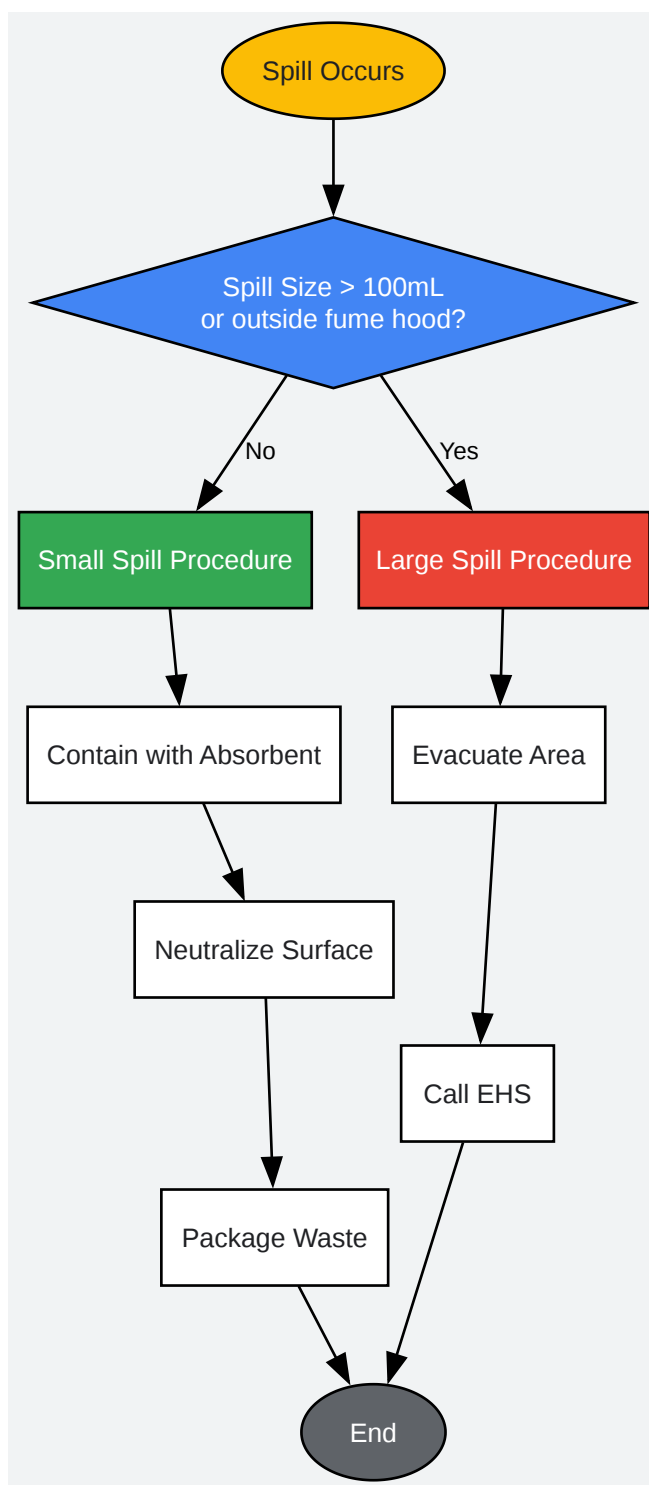 Spill Occurs
Spill Size > 100mL
or outside fume hood?
No
Yes
Small Spill Procedure
Large Spill Procedure
Contain with Absorbent
Evacuate Area
Neutralize Surface
Call EHS
Package Waste
End